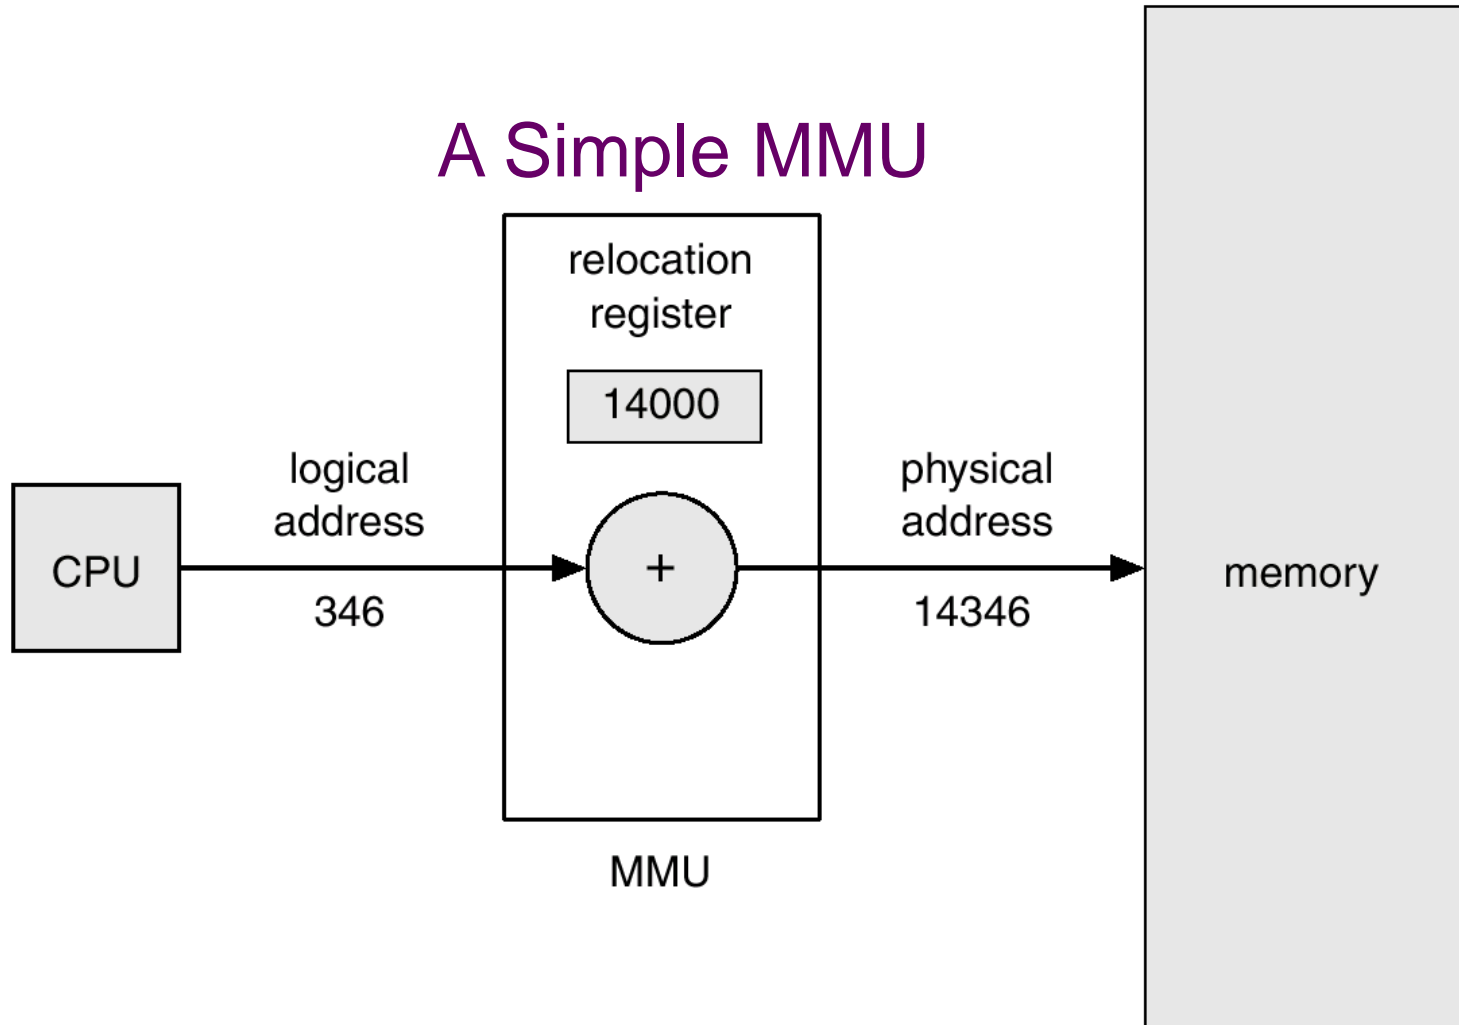 A Simple MMU
relocation
register
14000
logical
address
346
CPU
+
physical
address
14346
memory
MMU